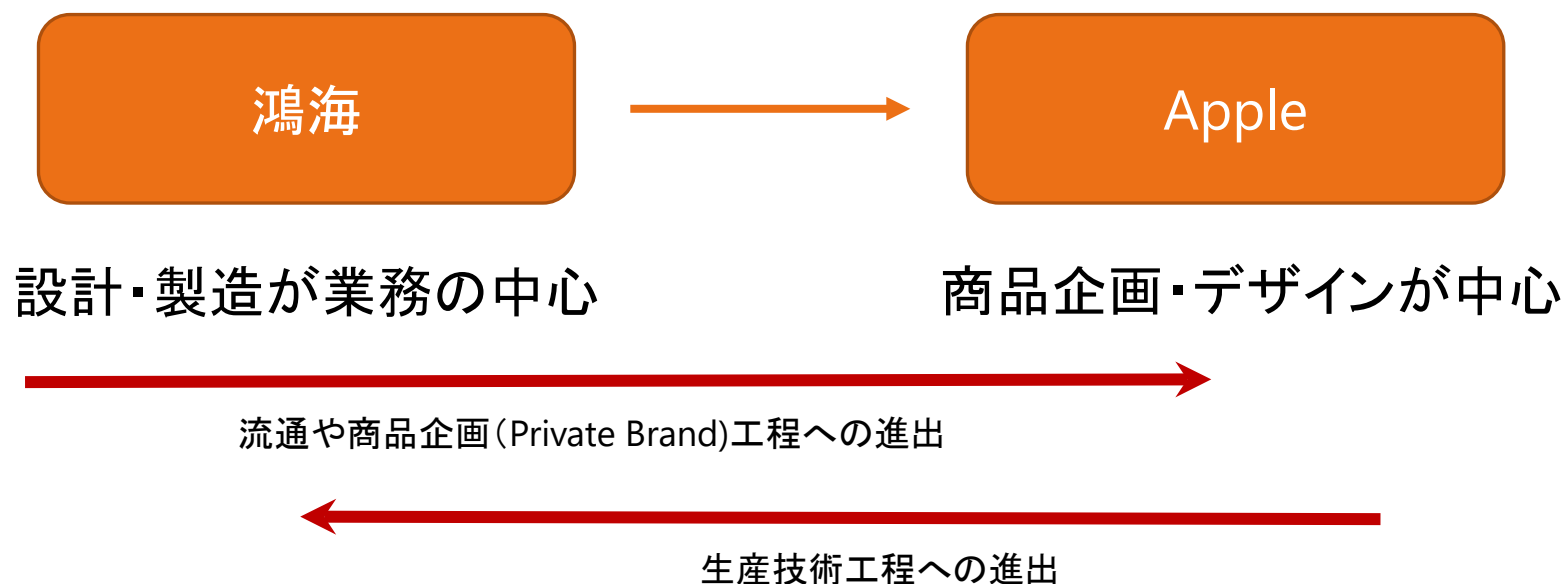 鴻海
Apple
設計・製造が業務の中心
商品企画・デザインが中心
流通や商品企画（Private Brand)工程への進出
生産技術工程への進出